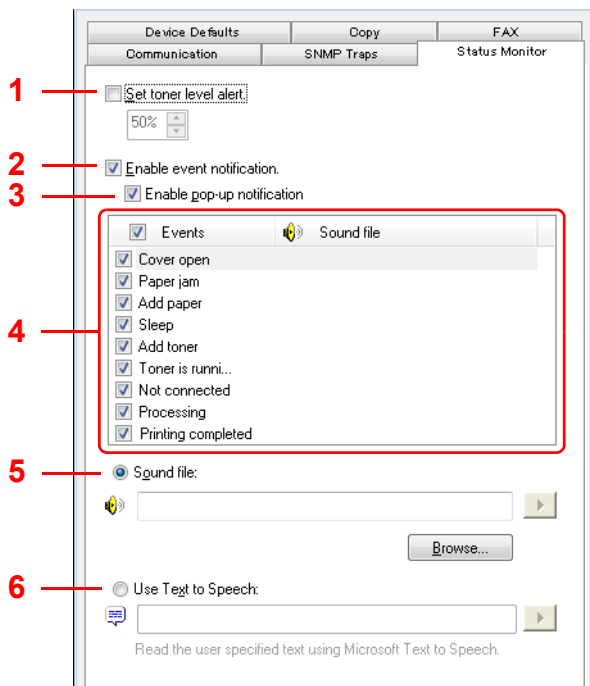 Device Defaults Copy FAX
Communication SNMP Traps Status Monitor
1 Set toner level alert.
50%
2 Enable event notification.
3 Enable pop-up notification
Events Sound file
Cover open
Paper jam
Add paper
4 Sleep
Add toner
Toner is runni...
Not connected
Processing
Printing completed
5 Sound file:
Browse...
6 Use Text to Speech:
Read the user specified text using Microsoft Text to Speech.